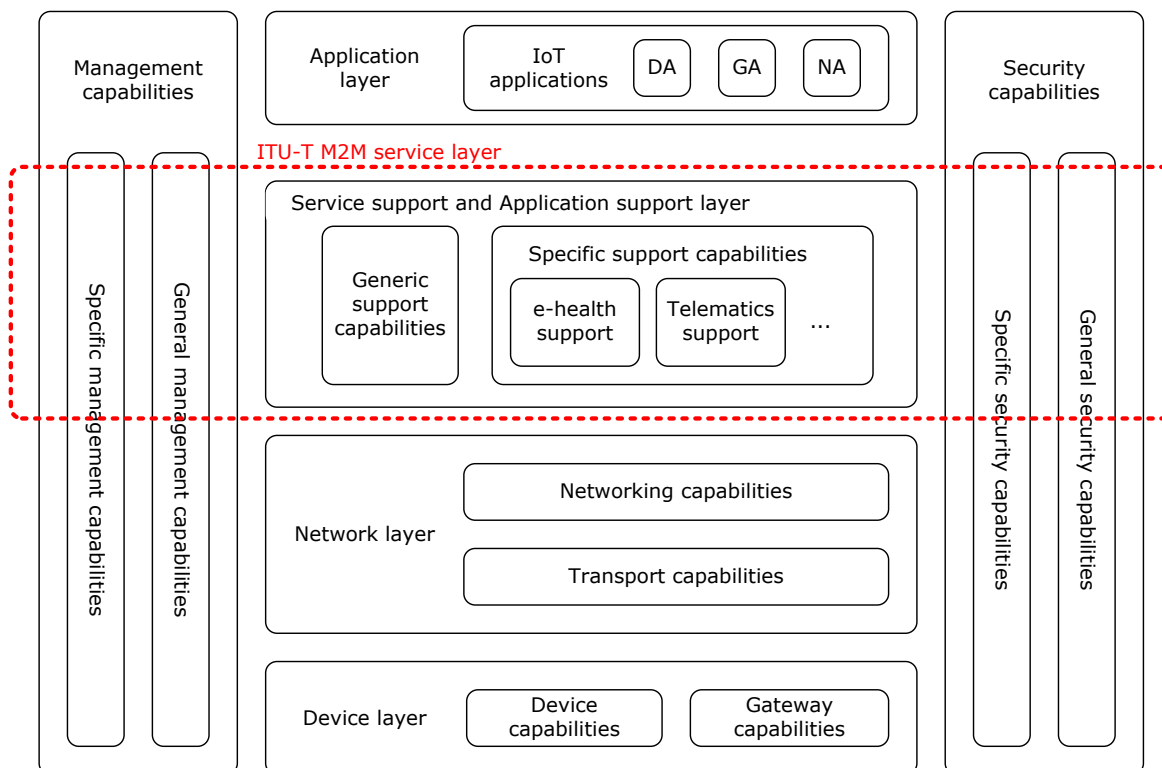 Management
capabilities
Specific management capabilities
General management capabilities
Application
layer
IoT
applications
DA
GA
NA
ITU-T M2M service layer
Service support and Application support layer
Generic
support
capabilities
Specific support capabilities
e-health
support
Telematics
support
...
Network layer
Networking capabilities
Transport capabilities
Device layer
Device
capabilities
Gateway
capabilities
Security
capabilities
Specific security capabilities
General security capabilities